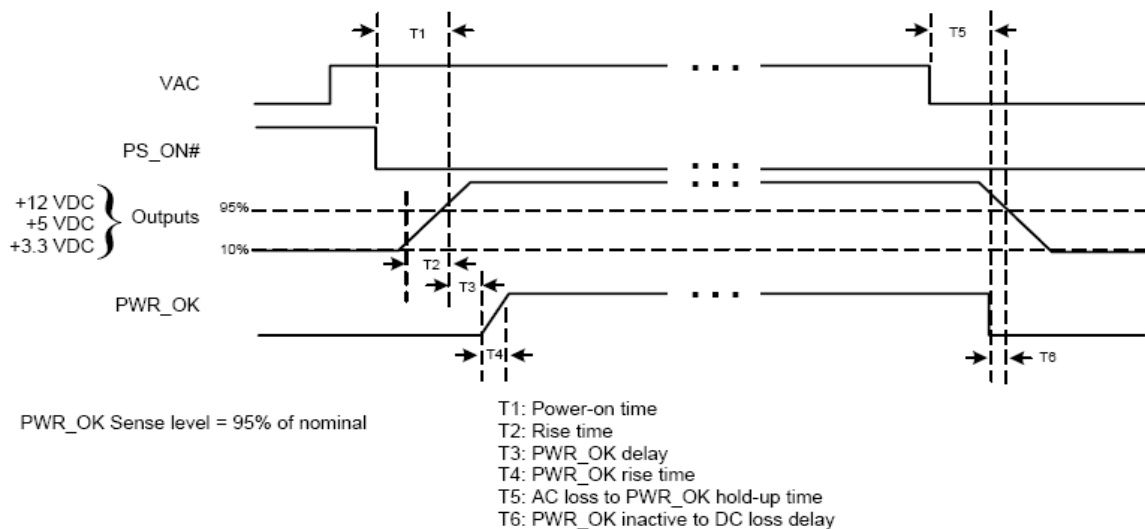 T1
T5
VAC
PS_ON#
+12 VDC
+5 VDC
+3.3 VDC
Outputs
95%
10%
T2
T3
PWR_OK
T4
T6
PWR_OK Sense level = 95% of nominal
T1: Power-on time
T2: Rise time
T3: PWR_OK delay
T4: PWR_OK rise time
T5: AC loss to PWR_OK hold-up time
T6: PWR_OK inactive to DC loss delay